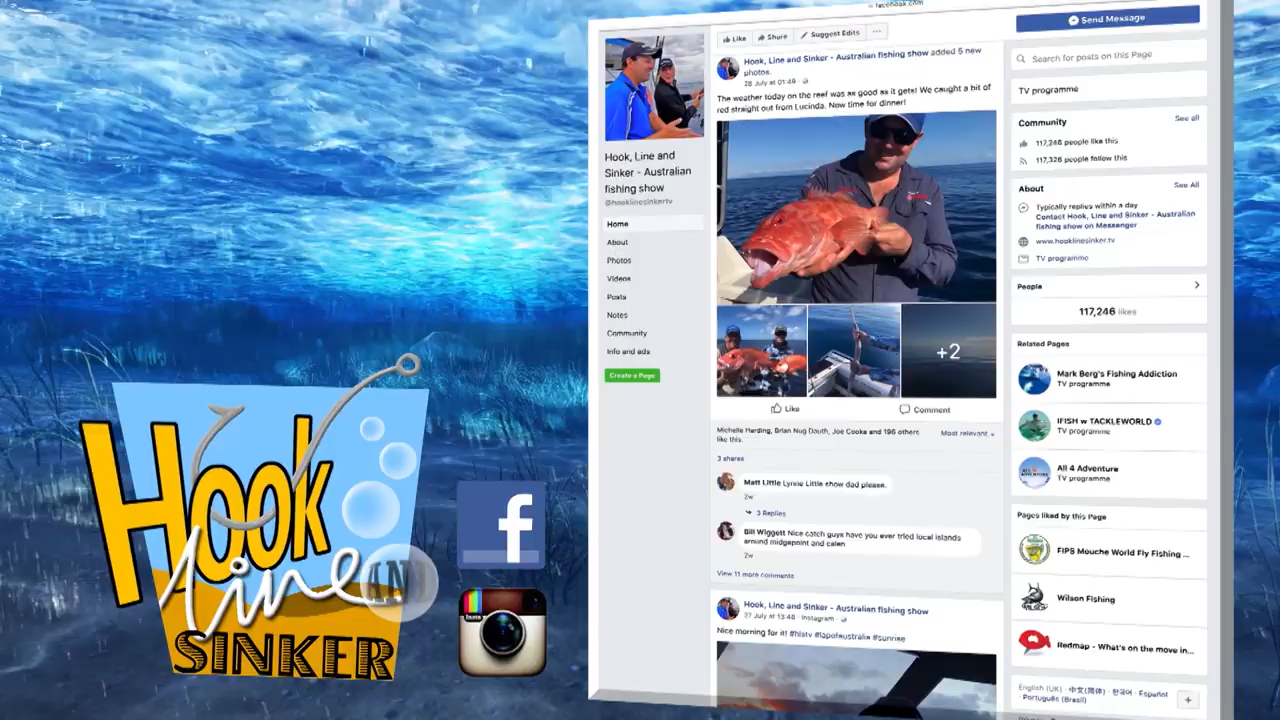 facebook.com
Like
Share
Suggest Edits
Send Message
Hook, Line and
Sinker - Australian
fishing show
@hooklinesinkertv
Home
About
Photos
Videos
Posts
Notes
Community
Info and ads
Create a Page
Hook, Line and Sinker - Australian fishing show added 5 new
photos.
28 July at 01:49
The weather today on the reef was as good as it gets! We caught a bit of
red straight out from Lucinda. Now time for dinner!
+2
Like
Comment
Michelle Harding, Brian Nug Dauth, Joe Cooke and 196 others
like this.
Most relevant
3 shares
Matt Little Lynne Little show dad please.
2w
3 Replies
Bill Wiggett Nice catch guys have you ever tried local islands
around midgepoint and calen
2w
View 11 more comments
Hook, Line and Sinker - Australian fishing show
27 July at 13:48 · Instagram
Nice morning for it! #hlstv #lapofaustralia #sunrise
Search for posts on this Page
TV programme
Community
See all
117,246 people like this
117,326 people follow this
About
See All
Typically replies within a day
Contact Hook, Line and Sinker - Australian
fishing show on Messenger
www.hooklinesinker.tv
TV programme
People
117,246 likes
Related Pages
Mark Berg's Fishing Addiction
TV programme
IFISH w TACKLEWORLD
TV programme
All 4 Adventure
TV programme
Pages liked by this Page
FIPS Mouche World Fly Fishing ...
Wilson Fishing
Redmap - What's on the move in...
English (UK) · 中文(简体) · 한국어 · Español
· Português (Brasil)
+
Hook
line
SINKER
f